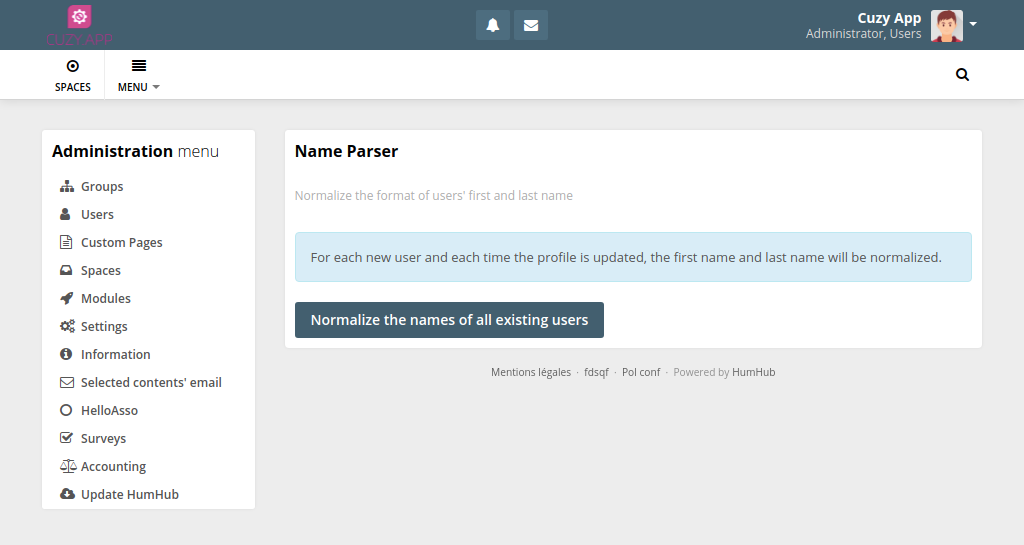 CUZY.APP
Cuzy App
Administrator, Users
SPACES
MENU
Administration menu
Groups
Users
Custom Pages
Spaces
Modules
Settings
Information
Selected contents' email
HelloAsso
Surveys
Accounting
Update HumHub
Name Parser
Normalize the format of users' first and last name
For each new user and each time the profile is updated, the first name and last name will be normalized.
Normalize the names of all existing users
Mentions légales · fdsqf · Pol conf · Powered by HumHub